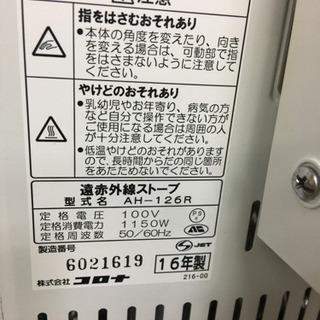 注意
指をはさむおそれあり
●本体の角度を変えたり、向き
を変える場合は、可動部で指
をはさまないように注意して
ください。
やけどのおそれあり
●乳幼児やお年寄り、病気の方
など自分で操作できない方が
ご使用になる場合は周囲の人
が十分に注意してください。
●低温やけどのおそれがあります
ので、長時間からだの同じ箇所を
あたためないでください。
遠赤外線ストーブ
型式名 AH-126R
定格電圧 100V
定格消費電力 1150W
定格周波数 50/60Hz
PS
E
JET
製造番号
6021619
16年製
株式会社 コロナ
216-00